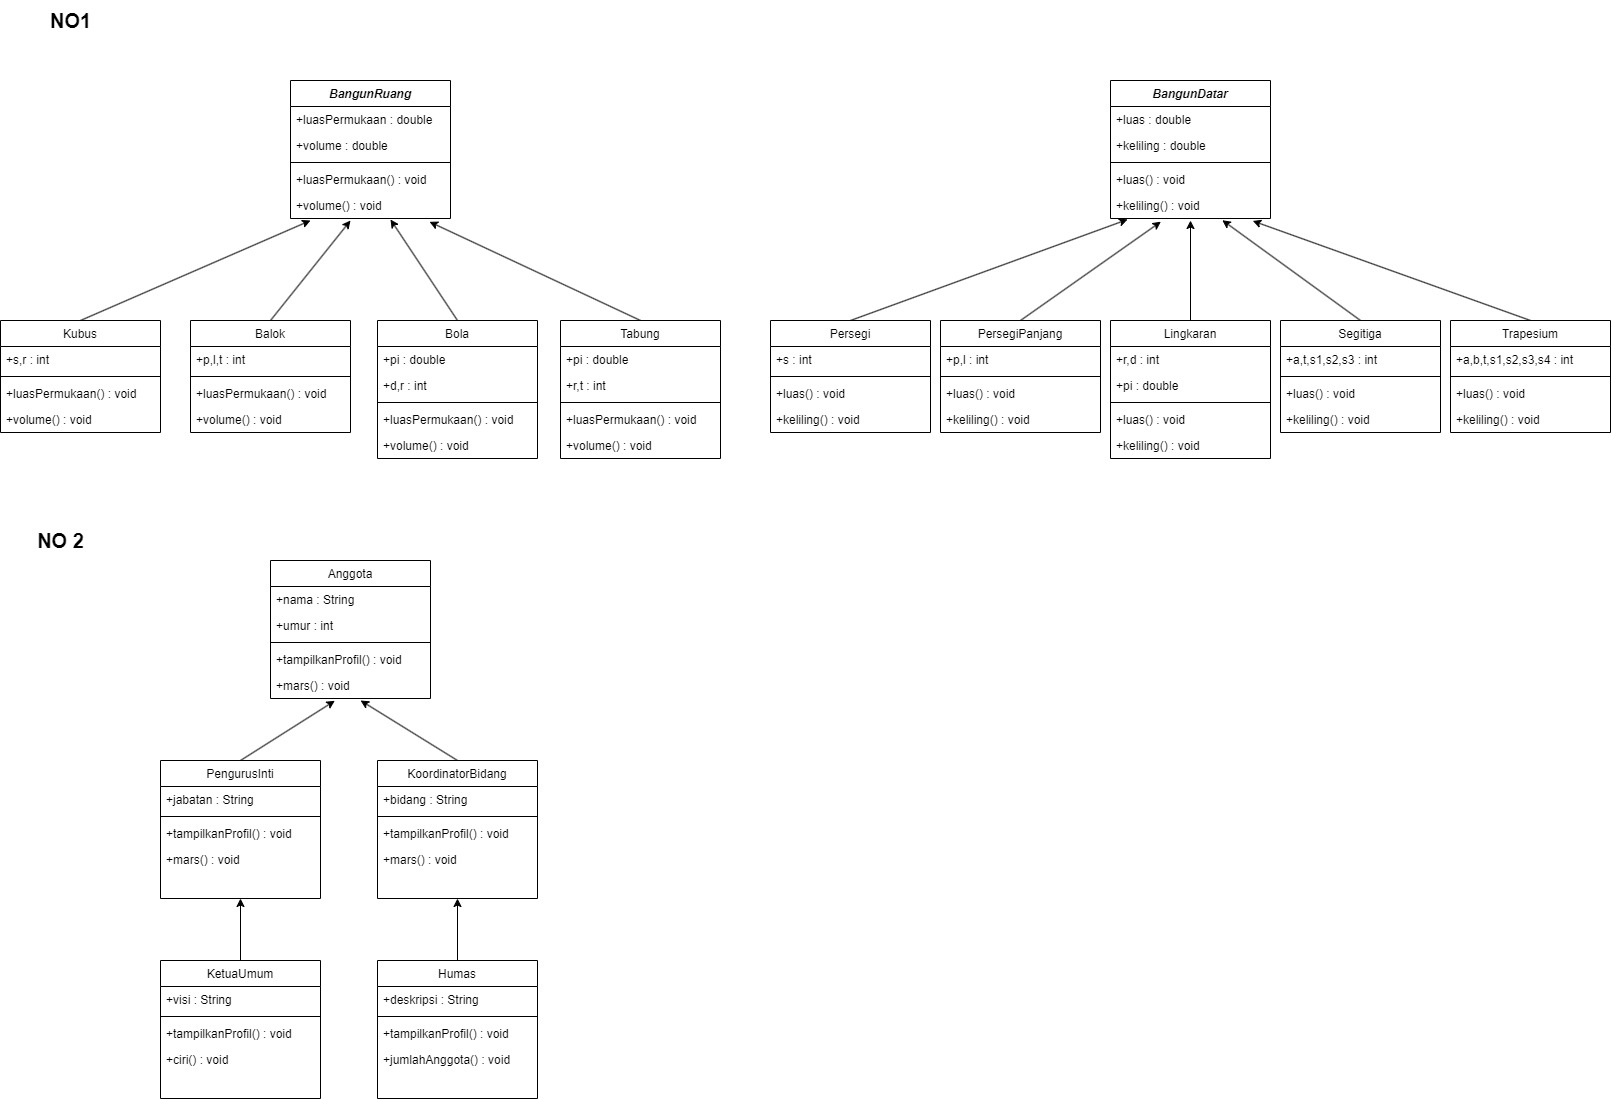 NO1
BangunRuang
+luasPermukaan : double
+volume : double
+luasPermukaan() : void
+volume() : void
BangunDatar
+luas : double
+keliling : double
+luas() : void
+keliling() : void
Kubus
+s,r : int
+luasPermukaan() : void
+volume() : void
Balok
+p,l,t : int
+luasPermukaan() : void
+volume() : void
Bola
+pi : double
+d,r : int
+luasPermukaan() : void
+volume() : void
Tabung
+pi : double
+r,t : int
+luasPermukaan() : void
+volume() : void
Persegi
+s : int
+luas() : void
+keliling() : void
PersegiPanjang
+p,l : int
+luas() : void
+keliling() : void
Lingkaran
+r,d : int
+pi : double
+luas() : void
+keliling() : void
Segitiga
+a,t,s1,s2,s3 : int
+luas() : void
+keliling() : void
Trapesium
+a,b,t,s1,s2,s3,s4 : int
+luas() : void
+keliling() : void
NO 2
Anggota
+nama : String
+umur : int
+tampilkanProfil() : void
+mars() : void
PengurusInti
+jabatan : String
+tampilkanProfil() : void
+mars() : void
KoordinatorBidang
+bidang : String
+tampilkanProfil() : void
+mars() : void
KetuaUmum
+visi : String
+tampilkanProfil() : void
+ciri() : void
Humas
+deskripsi : String
+tampilkanProfil() : void
+jumlahAnggota() : void